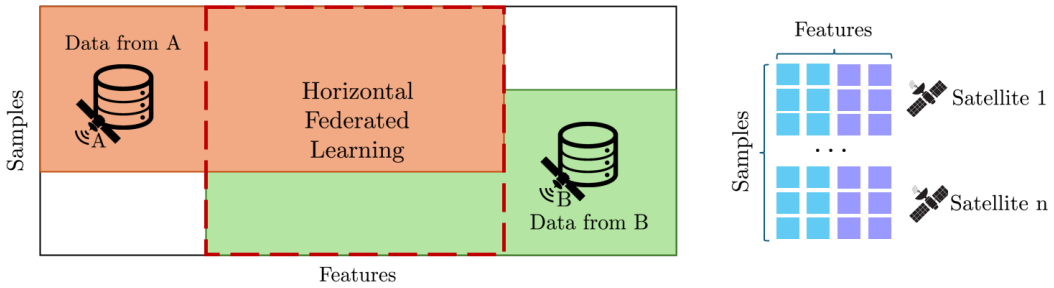 Samples
Data from A
A
Horizontal
Federated
Learning
B
Data from B
Features
Features
Samples
Satellite 1
. . .
Satellite n